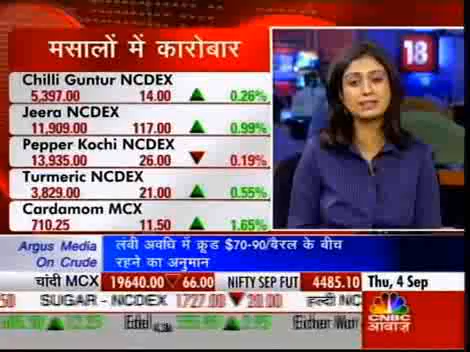 मसालों में कारोबार
18
Chilli Guntur NCDEX
5,397.00 14.00 0.26%
Jeera NCDEX
11,909.00 117.00 0.99%
Pepper Kochi NCDEX
13,935.00 26.00 0.19%
Turmeric NCDEX
3,829.00 21.00 0.55%
Cardamom MCX
710.25 11.50 1.65%
Argus Media
On Crude
लंबी अवधि में क्रूड $70-90/बैरल के बीच
रहने का अनुमान
चांदी MCX 19640.00 66.00 NIFTY SEP FUT 4485.10 Thu, 4 Sep
SUGAR - NCDEX 1727.00 20.00 हल्दी NC
CNBC
आवाज़